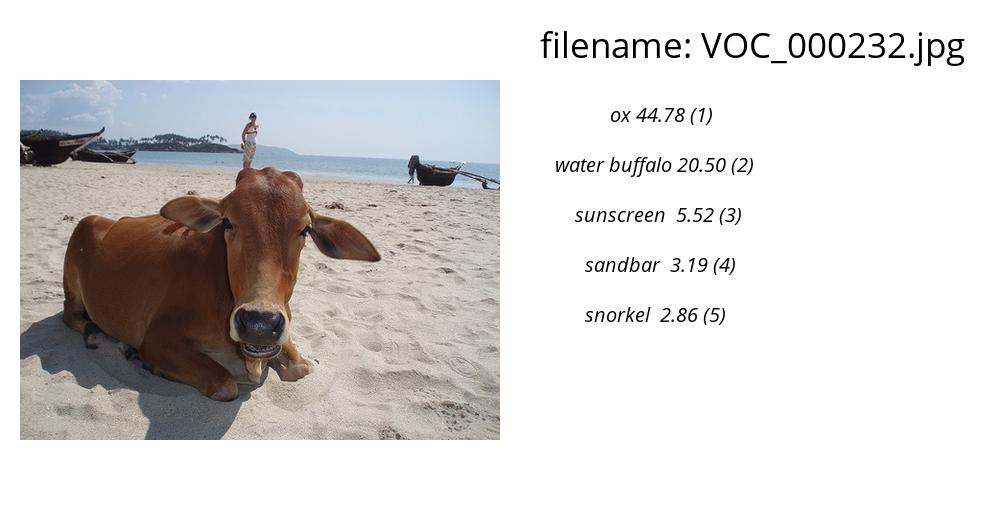 filename: VOC_000232.jpg
ox 44.78 (1)
water buffalo 20.50 (2)
sunscreen 5.52 (3)
sandbar 3.19 (4)
snorkel 2.86 (5)